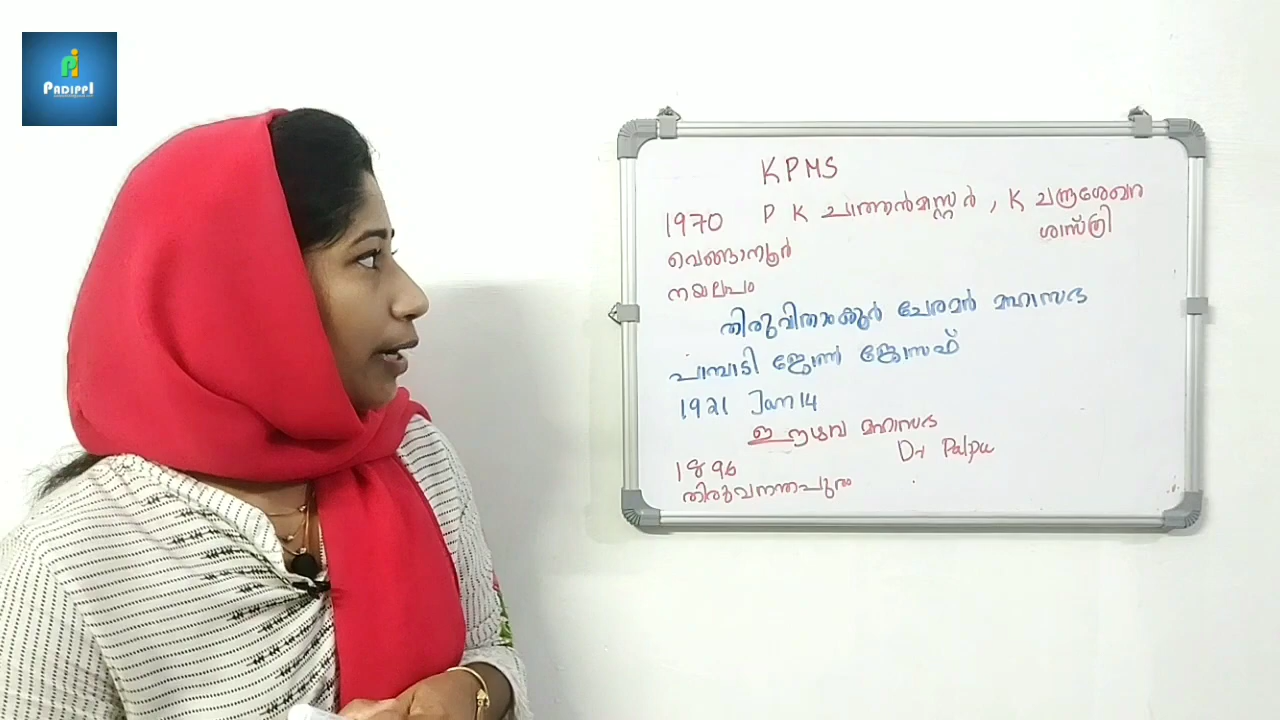 PADIPPI
KPMS
1970 P K ചാത്തൻമാസ്റ്റർ, K ചന്ദ്രശേഖര
ശാസ്ത്രി
വെങ്ങാനൂർ
നയലപം
തിരുവിതാംകൂർ ചേരമർ മഹാസഭ
പാമ്പാടി ജോൺ ജോസഫ്
1921 Jan 14
ഈഴവ മഹാസഭ
Dr Palpu
1896
തിരുവനന്തപുരം